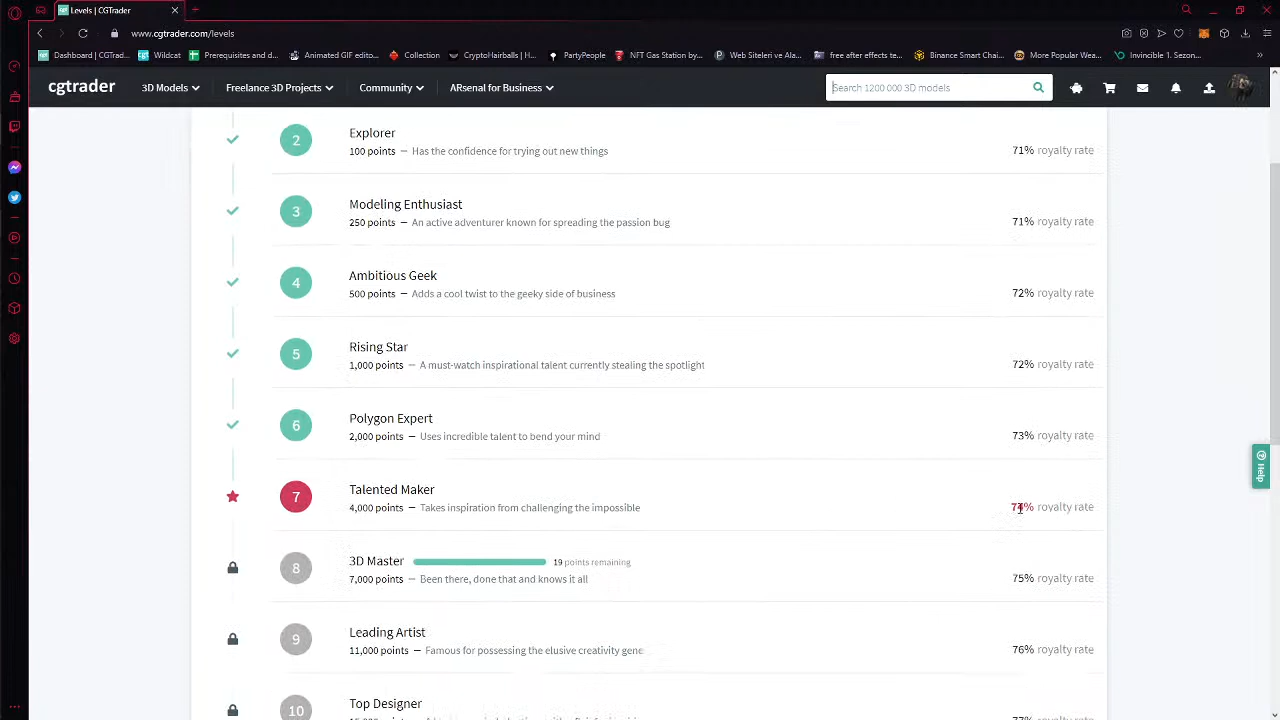 Levels | CGTrader
www.cgtrader.com/levels
Dashboard | CGTrad...
Wildcat
Prerequisites and d...
Animated GIF edito...
Collection
CryptoHairballs | H...
PartyPeople
NFT Gas Station by...
Web Siteleri ve Ala...
free after effects te...
Binance Smart Chai...
More Popular Wea...
Invincible 1. Sezon...
cgtrader
3D Models
Freelance 3D Projects
Community
ARsenal for Business
Search 1200 000 3D models
2
Explorer
100 points — Has the confidence for trying out new things
71% royalty rate
3
Modeling Enthusiast
250 points — An active adventurer known for spreading the passion bug
71% royalty rate
4
Ambitious Geek
500 points — Adds a cool twist to the geeky side of business
72% royalty rate
5
Rising Star
1,000 points — A must-watch inspirational talent currently stealing the spotlight
72% royalty rate
6
Polygon Expert
2,000 points — Uses incredible talent to bend your mind
73% royalty rate
7
Talented Maker
4,000 points — Takes inspiration from challenging the impossible
74% royalty rate
8
3D Master
19 points remaining
7,000 points — Been there, done that and knows it all
75% royalty rate
9
Leading Artist
11,000 points — Famous for possessing the elusive creativity gene
76% royalty rate
10
Top Designer
Help